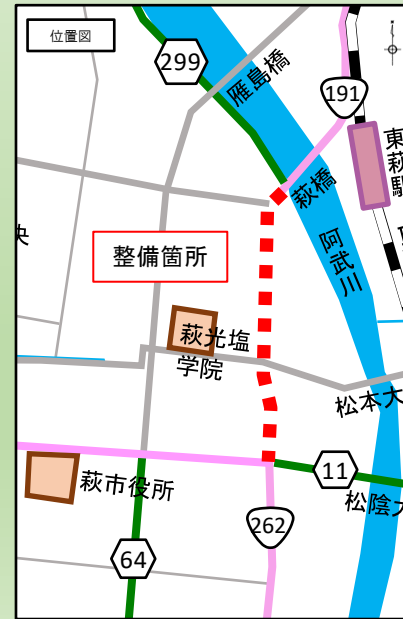 位置図
299
雁島橋
191
東萩駅
萩橋
阿武川
央
整備箇所
萩光塩
学院
松本大
萩市役所
11
松陰大
262
64